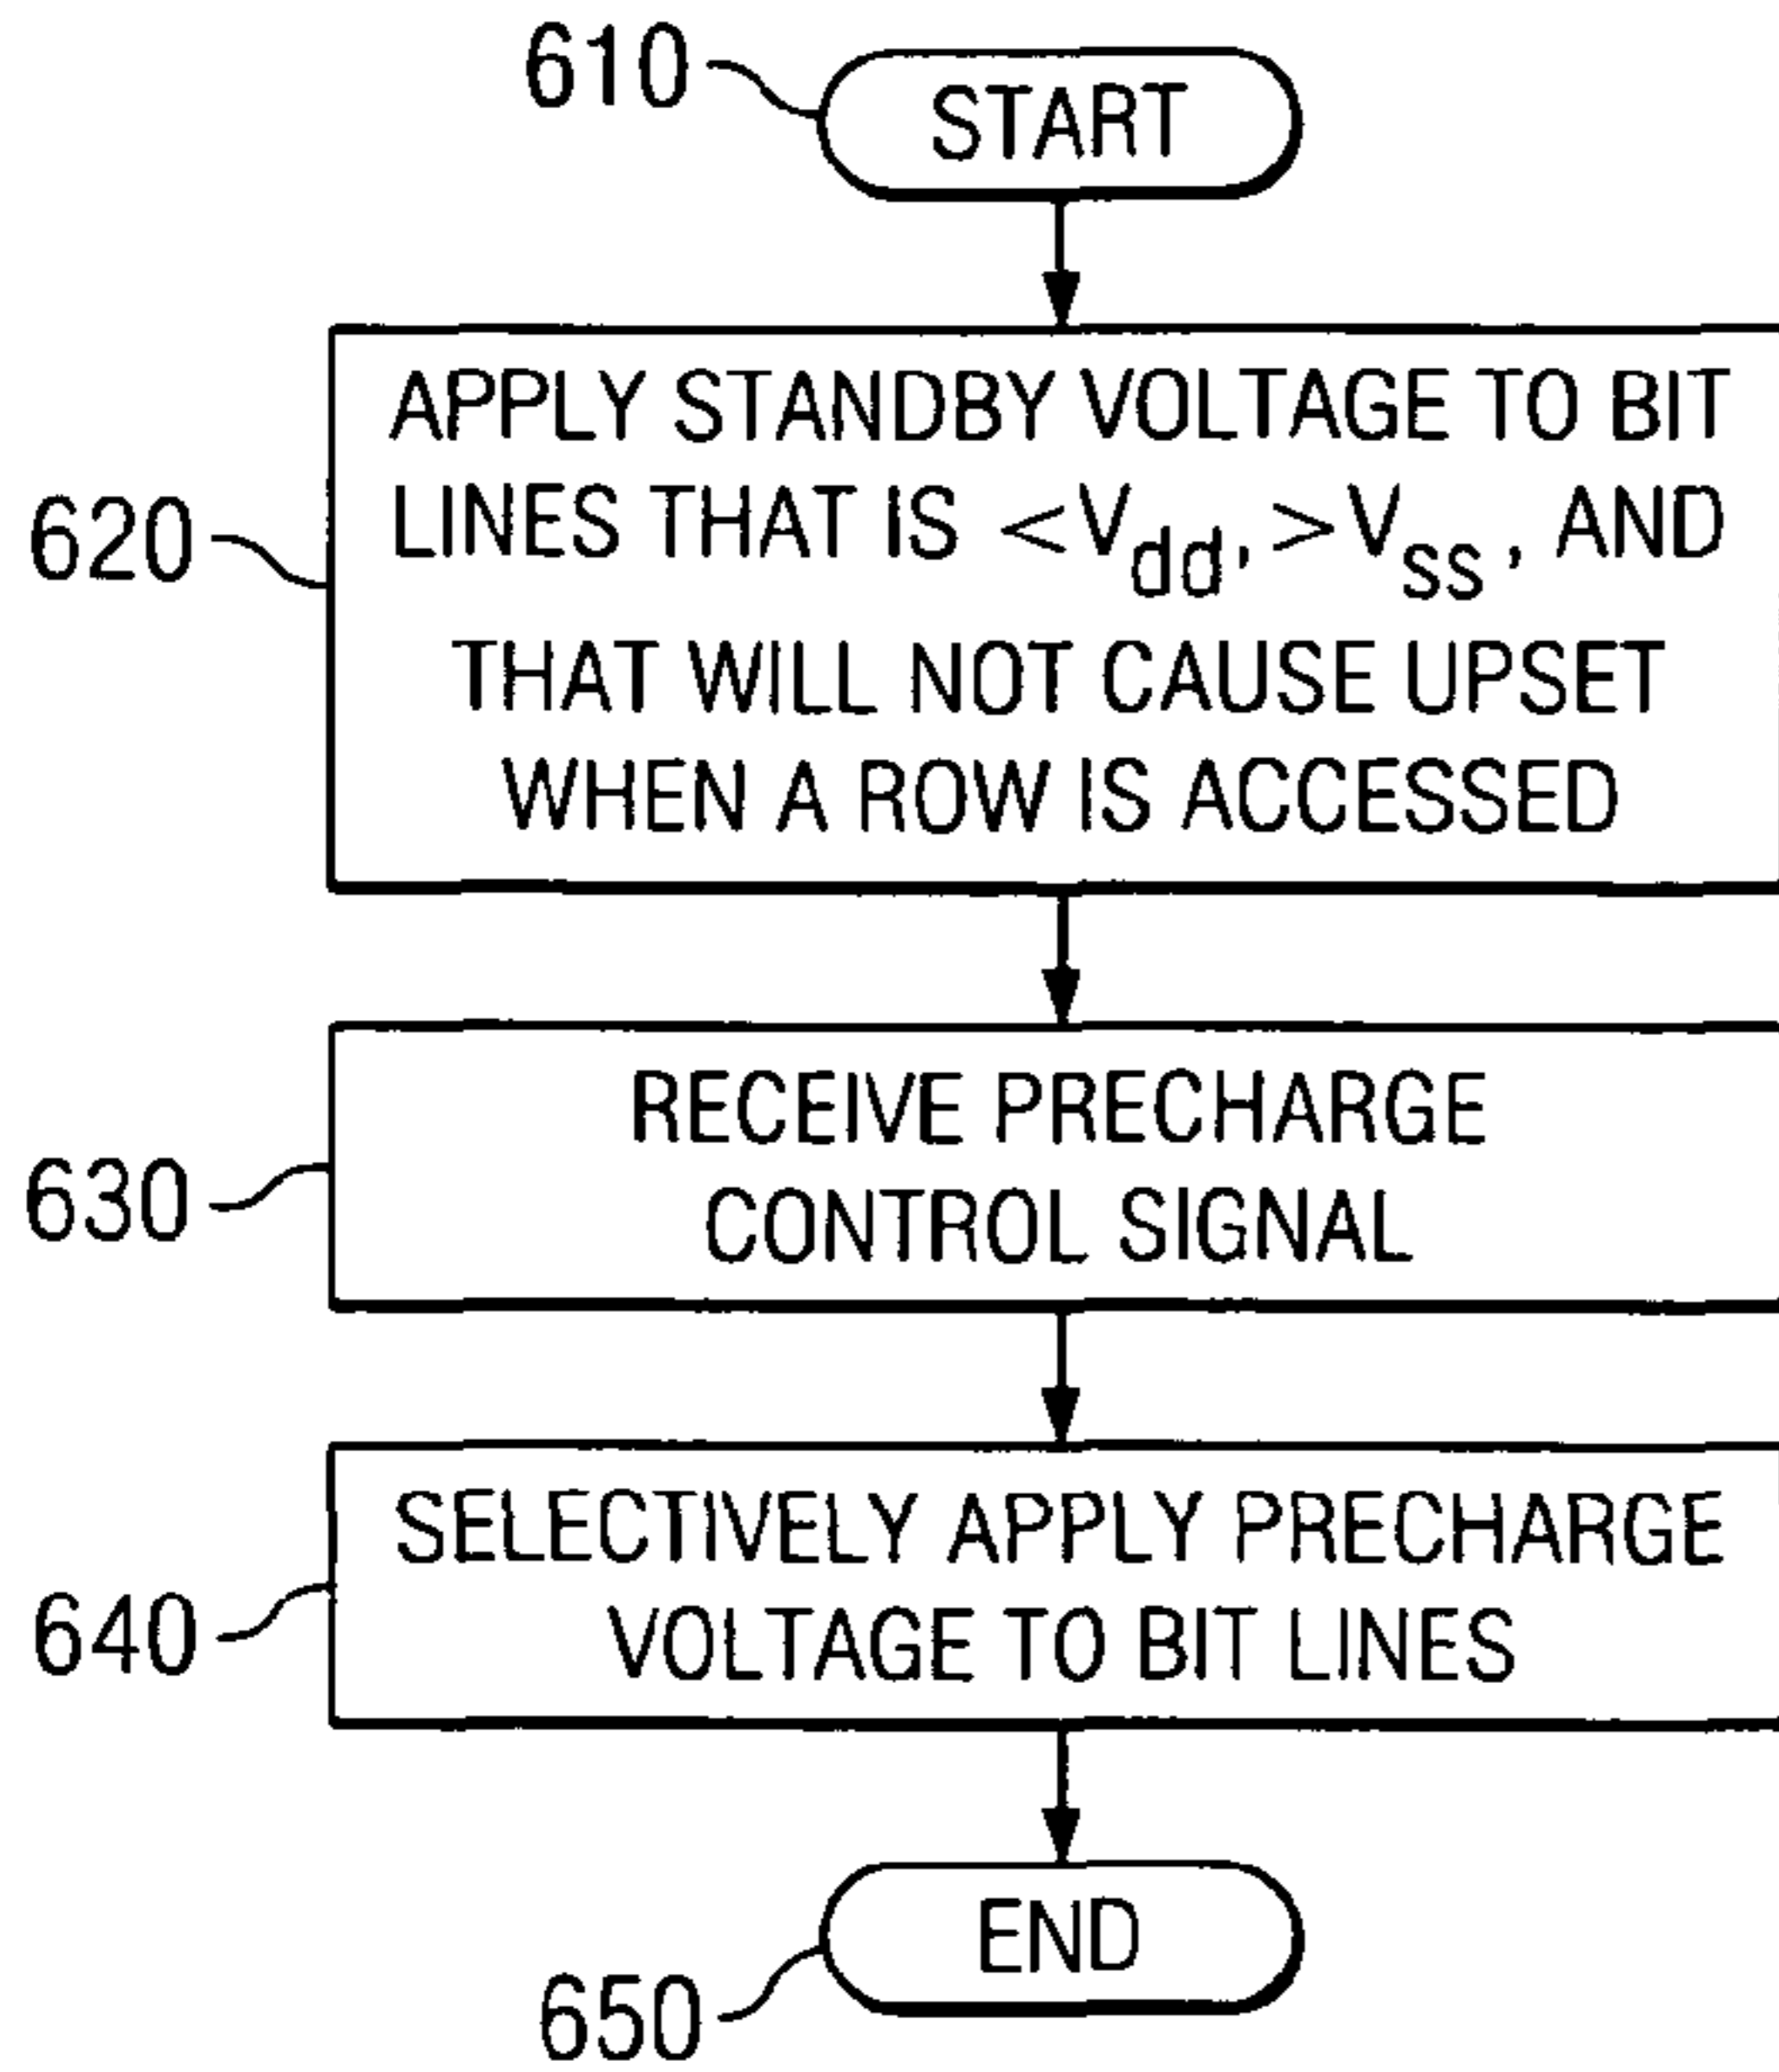 610
START
APPLY STANDBY VOLTAGE TO BIT
LINES THAT IS <Vdd, >Vss, AND
THAT WILL NOT CAUSE UPSET
WHEN A ROW IS ACCESSED
620
RECEIVE PRECHARGE
CONTROL SIGNAL
630
SELECTIVELY APPLY PRECHARGE
VOLTAGE TO BIT LINES
640
END
650